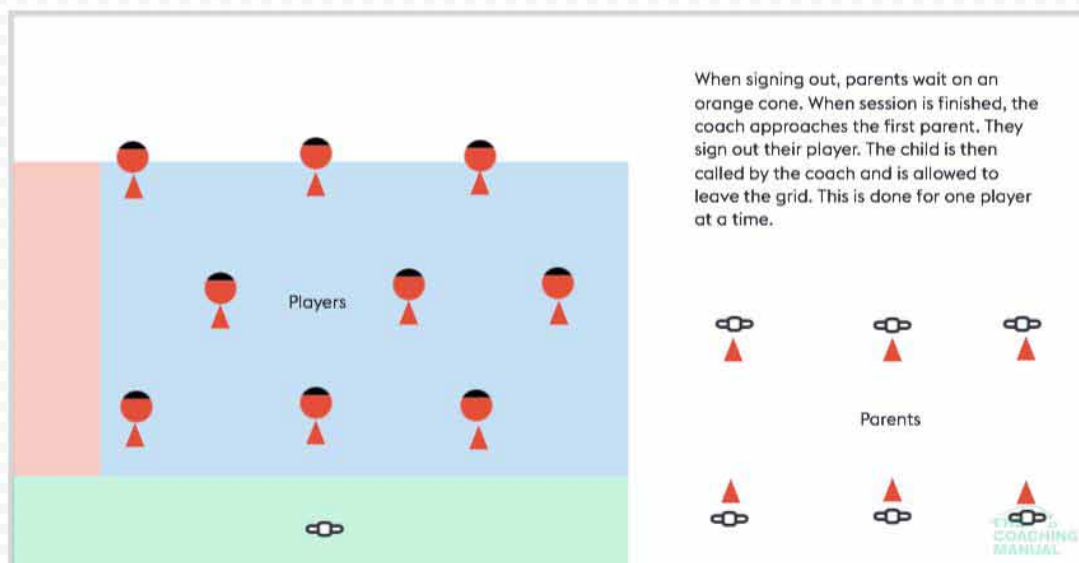 When signing out, parents wait on an
orange cone. When session is finished, the
coach approaches the first parent. They
sign out their player. The child is then
called by the coach and is allowed to
leave the grid. This is done for one player
at a time.
Players
Parents
COACHING
MANUAL